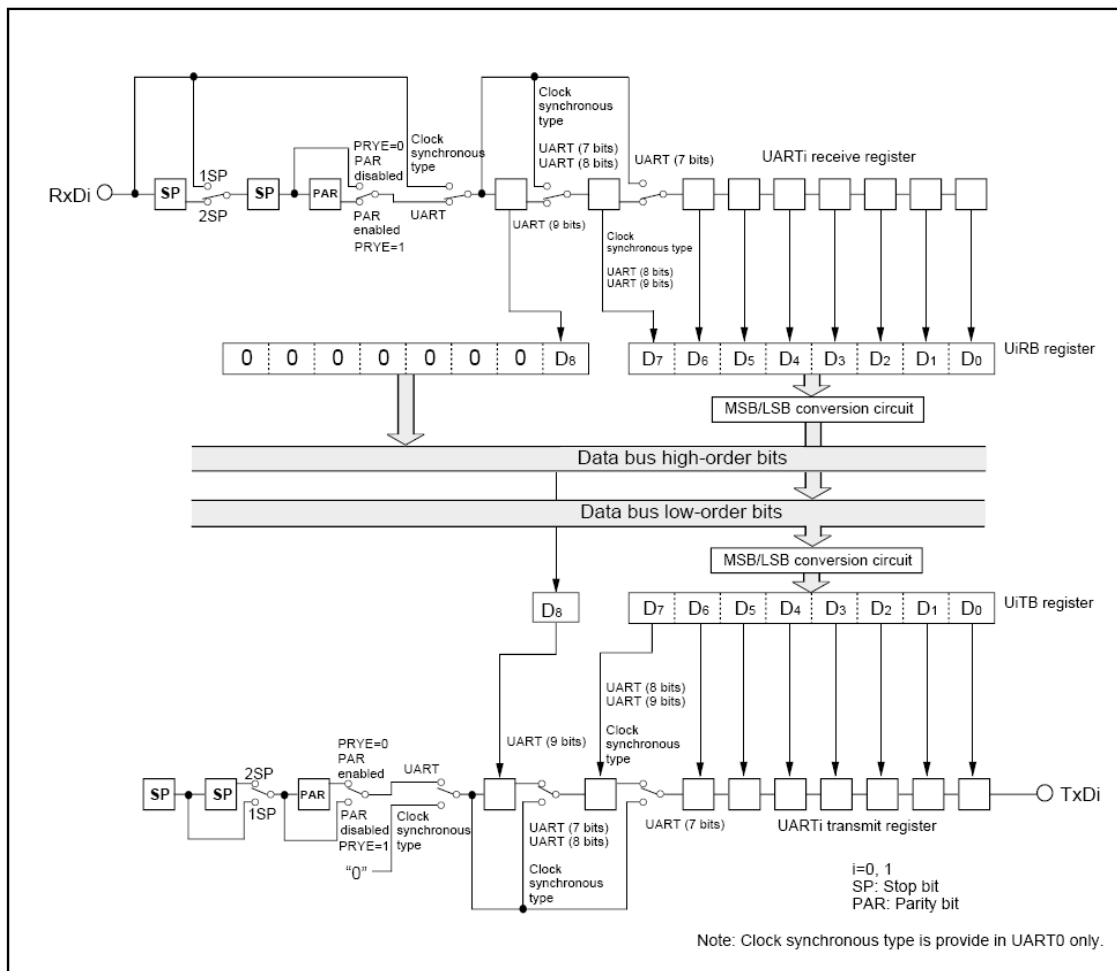 Clock
synchronous
type
PRYE=0
PAR
disabled
Clock
synchronous
type
UART (7 bits)
UART (8 bits)
UART (7 bits)
UARTi receive register
RxDi
SP
1SP
2SP
SP
PAR
PAR
enabled
PRYE=1
UART
UART (9 bits)
Clock
synchronous type
UART (8 bits)
UART (9 bits)
0 0 0 0 0 0 0 D8
D7 D6 D5 D4 D3 D2 D1 D0
UiRB register
MSB/LSB conversion circuit
Data bus high-order bits
Data bus low-order bits
MSB/LSB conversion circuit
D8
D7 D6 D5 D4 D3 D2 D1 D0
UiTB register
UART (8 bits)
UART (9 bits)
UART (9 bits)
Clock
synchronous
type
PRYE=0
PAR
enabled
UART
SP
SP
2SP
1SP
PAR
PAR
disabled
PRYE=1
Clock
synchronous
type
"0"
UART (7 bits)
UART (8 bits)
Clock
synchronous
type
UART (7 bits)
UARTi transmit register
TxDi
i=0, 1
SP: Stop bit
PAR: Parity bit
Note: Clock synchronous type is provide in UART0 only.